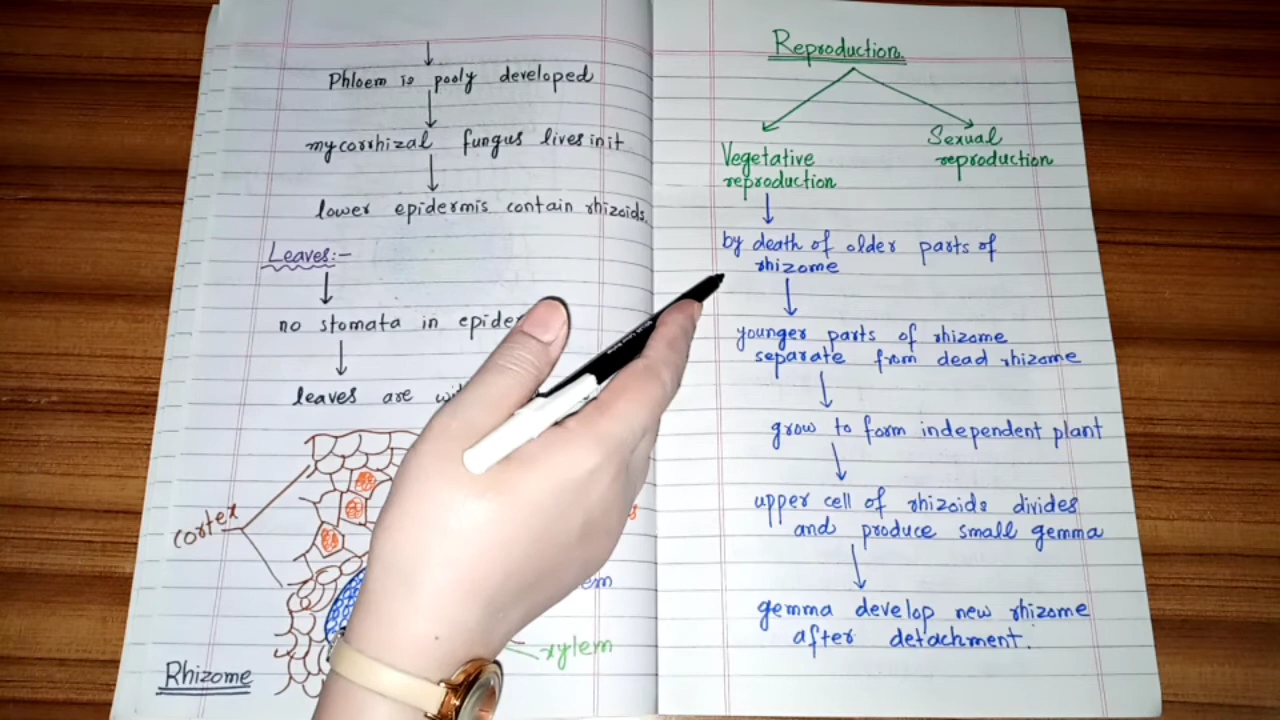 Phloem is pooly developed
mycorrhizal fungus lives in it
lower epidermis contain rhizoids.
Leaves:-
no stomata in
leaves are
cortex
xylem
Rhizome
Reproduction.
Vegetative
reproduction
Sexual
reproduction
by death of older parts of
rhizome
younger parts of rhizome
separate from dead rhizome
grow to form independent plant
upper cell of rhizoids divides
and produce small gemma
gemma develop new rhizome
after detachment.